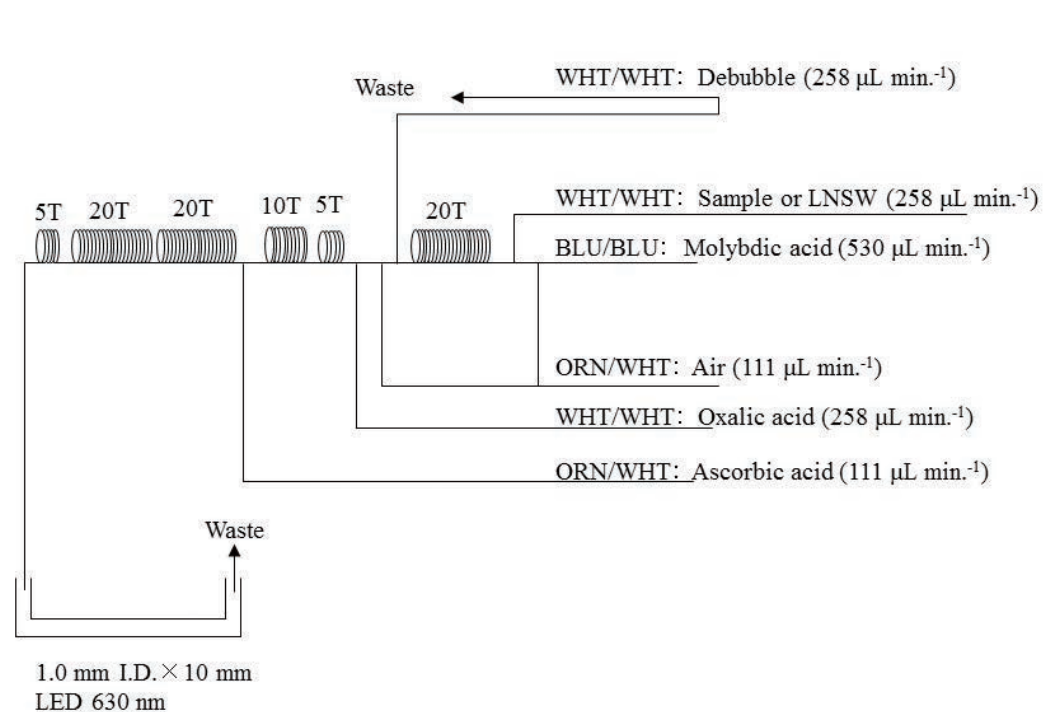 WHT/WHT: Debubble (258 μL min.⁻¹)
Waste
WHT/WHT: Sample or LNSW (258 μL min.⁻¹)
5T 20T 20T 10T 5T 20T
BLU/BLU: Molybdic acid (530 μL min.⁻¹)
ORN/WHT: Air (111 μL min.⁻¹)
WHT/WHT: Oxalic acid (258 μL min.⁻¹)
ORN/WHT: Ascorbic acid (111 μL min.⁻¹)
Waste
1.0 mm I.D.×10 mm
LED 630 nm